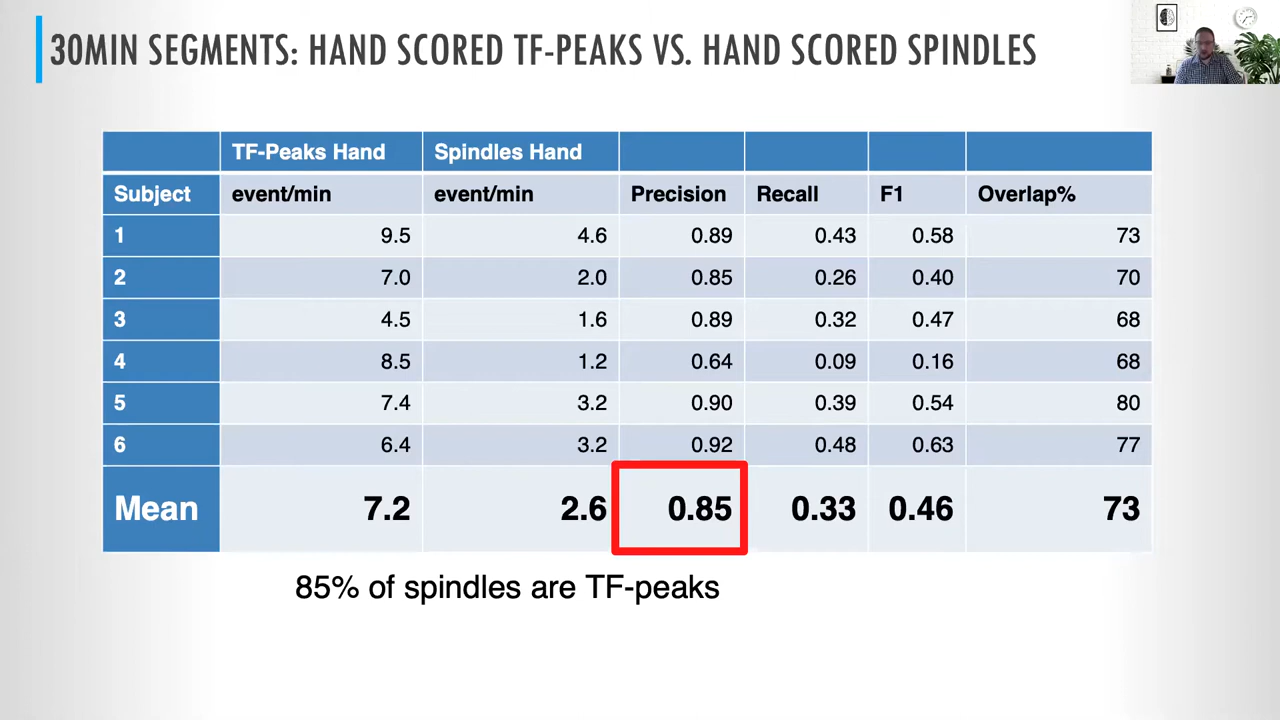 30MIN SEGMENTS: HAND SCORED TF-PEAKS VS. HAND SCORED SPINDLES
TF-Peaks Hand Spindles Hand
Subject event/min event/min Precision Recall F1 Overlap%
1 9.5 4.6 0.89 0.43 0.58 73
2 7.0 2.0 0.85 0.26 0.40 70
3 4.5 1.6 0.89 0.32 0.47 68
4 8.5 1.2 0.64 0.09 0.16 68
5 7.4 3.2 0.90 0.39 0.54 80
6 6.4 3.2 0.92 0.48 0.63 77
Mean 7.2 2.6 0.85 0.33 0.46 73
85% of spindles are TF-peaks